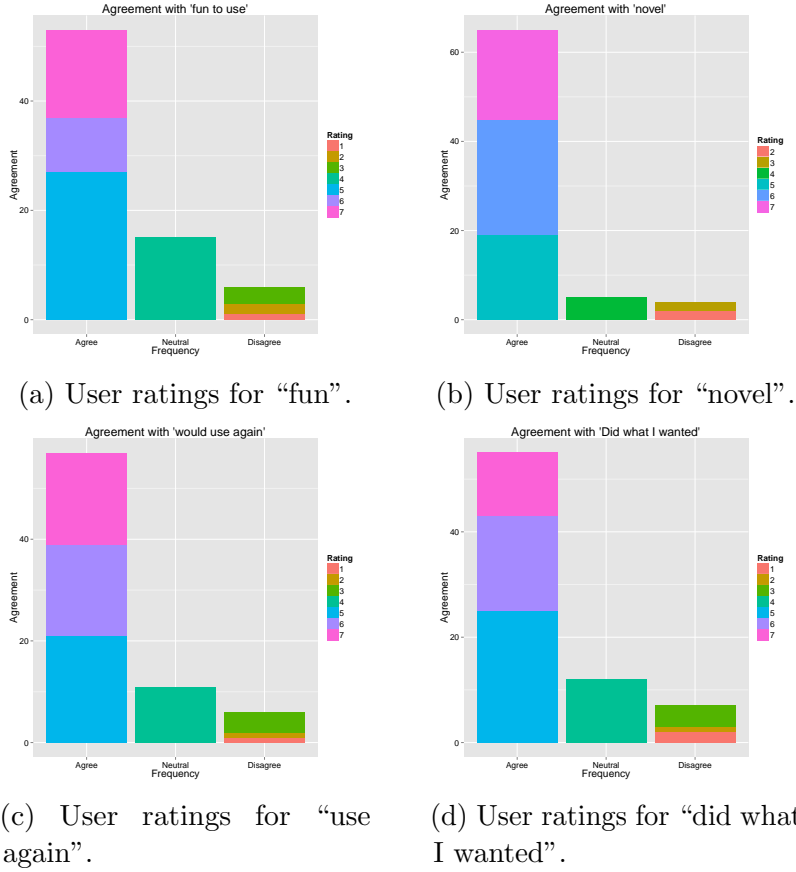 Agreement with 'fun to use'
Agreement
40
20
0
Agree Neutral Disagree
Frequency
Rating
1
2
3
4
5
6
7
(a) User ratings for “fun”.
Agreement with 'novel'
Agreement
60
40
20
0
Agree Neutral Disagree
Frequency
Rating
2
3
4
5
6
7
(b) User ratings for “novel”.
Agreement with 'would use again'
Agreement
40
20
0
Agree Neutral Disagree
Frequency
Rating
1
2
3
4
5
6
7
(c) User ratings for “use
again”.
Agreement with 'Did what I wanted'
Agreement
40
20
0
Agree Neutral Disagree
Frequency
Rating
1
2
3
4
5
6
7
(d) User ratings for “did what
I wanted”.